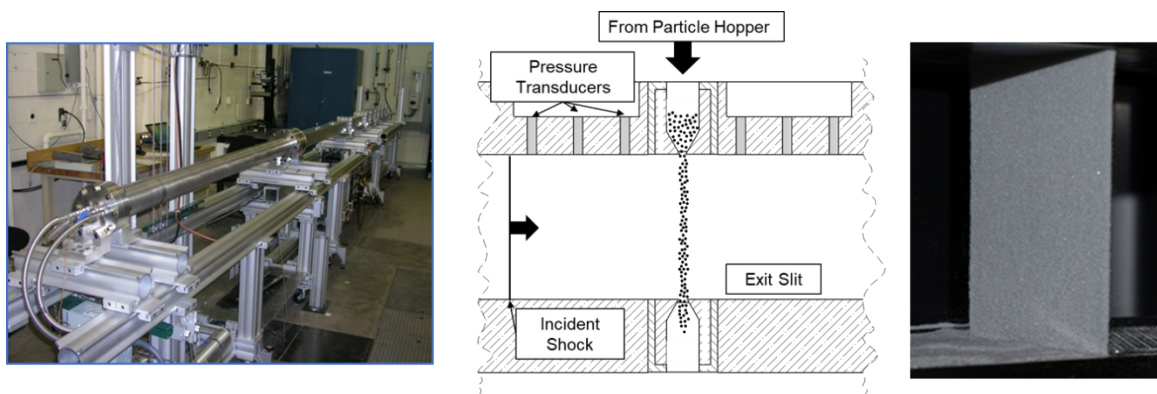 From Particle Hopper
Pressure
Transducers
Exit Slit
Incident
Shock